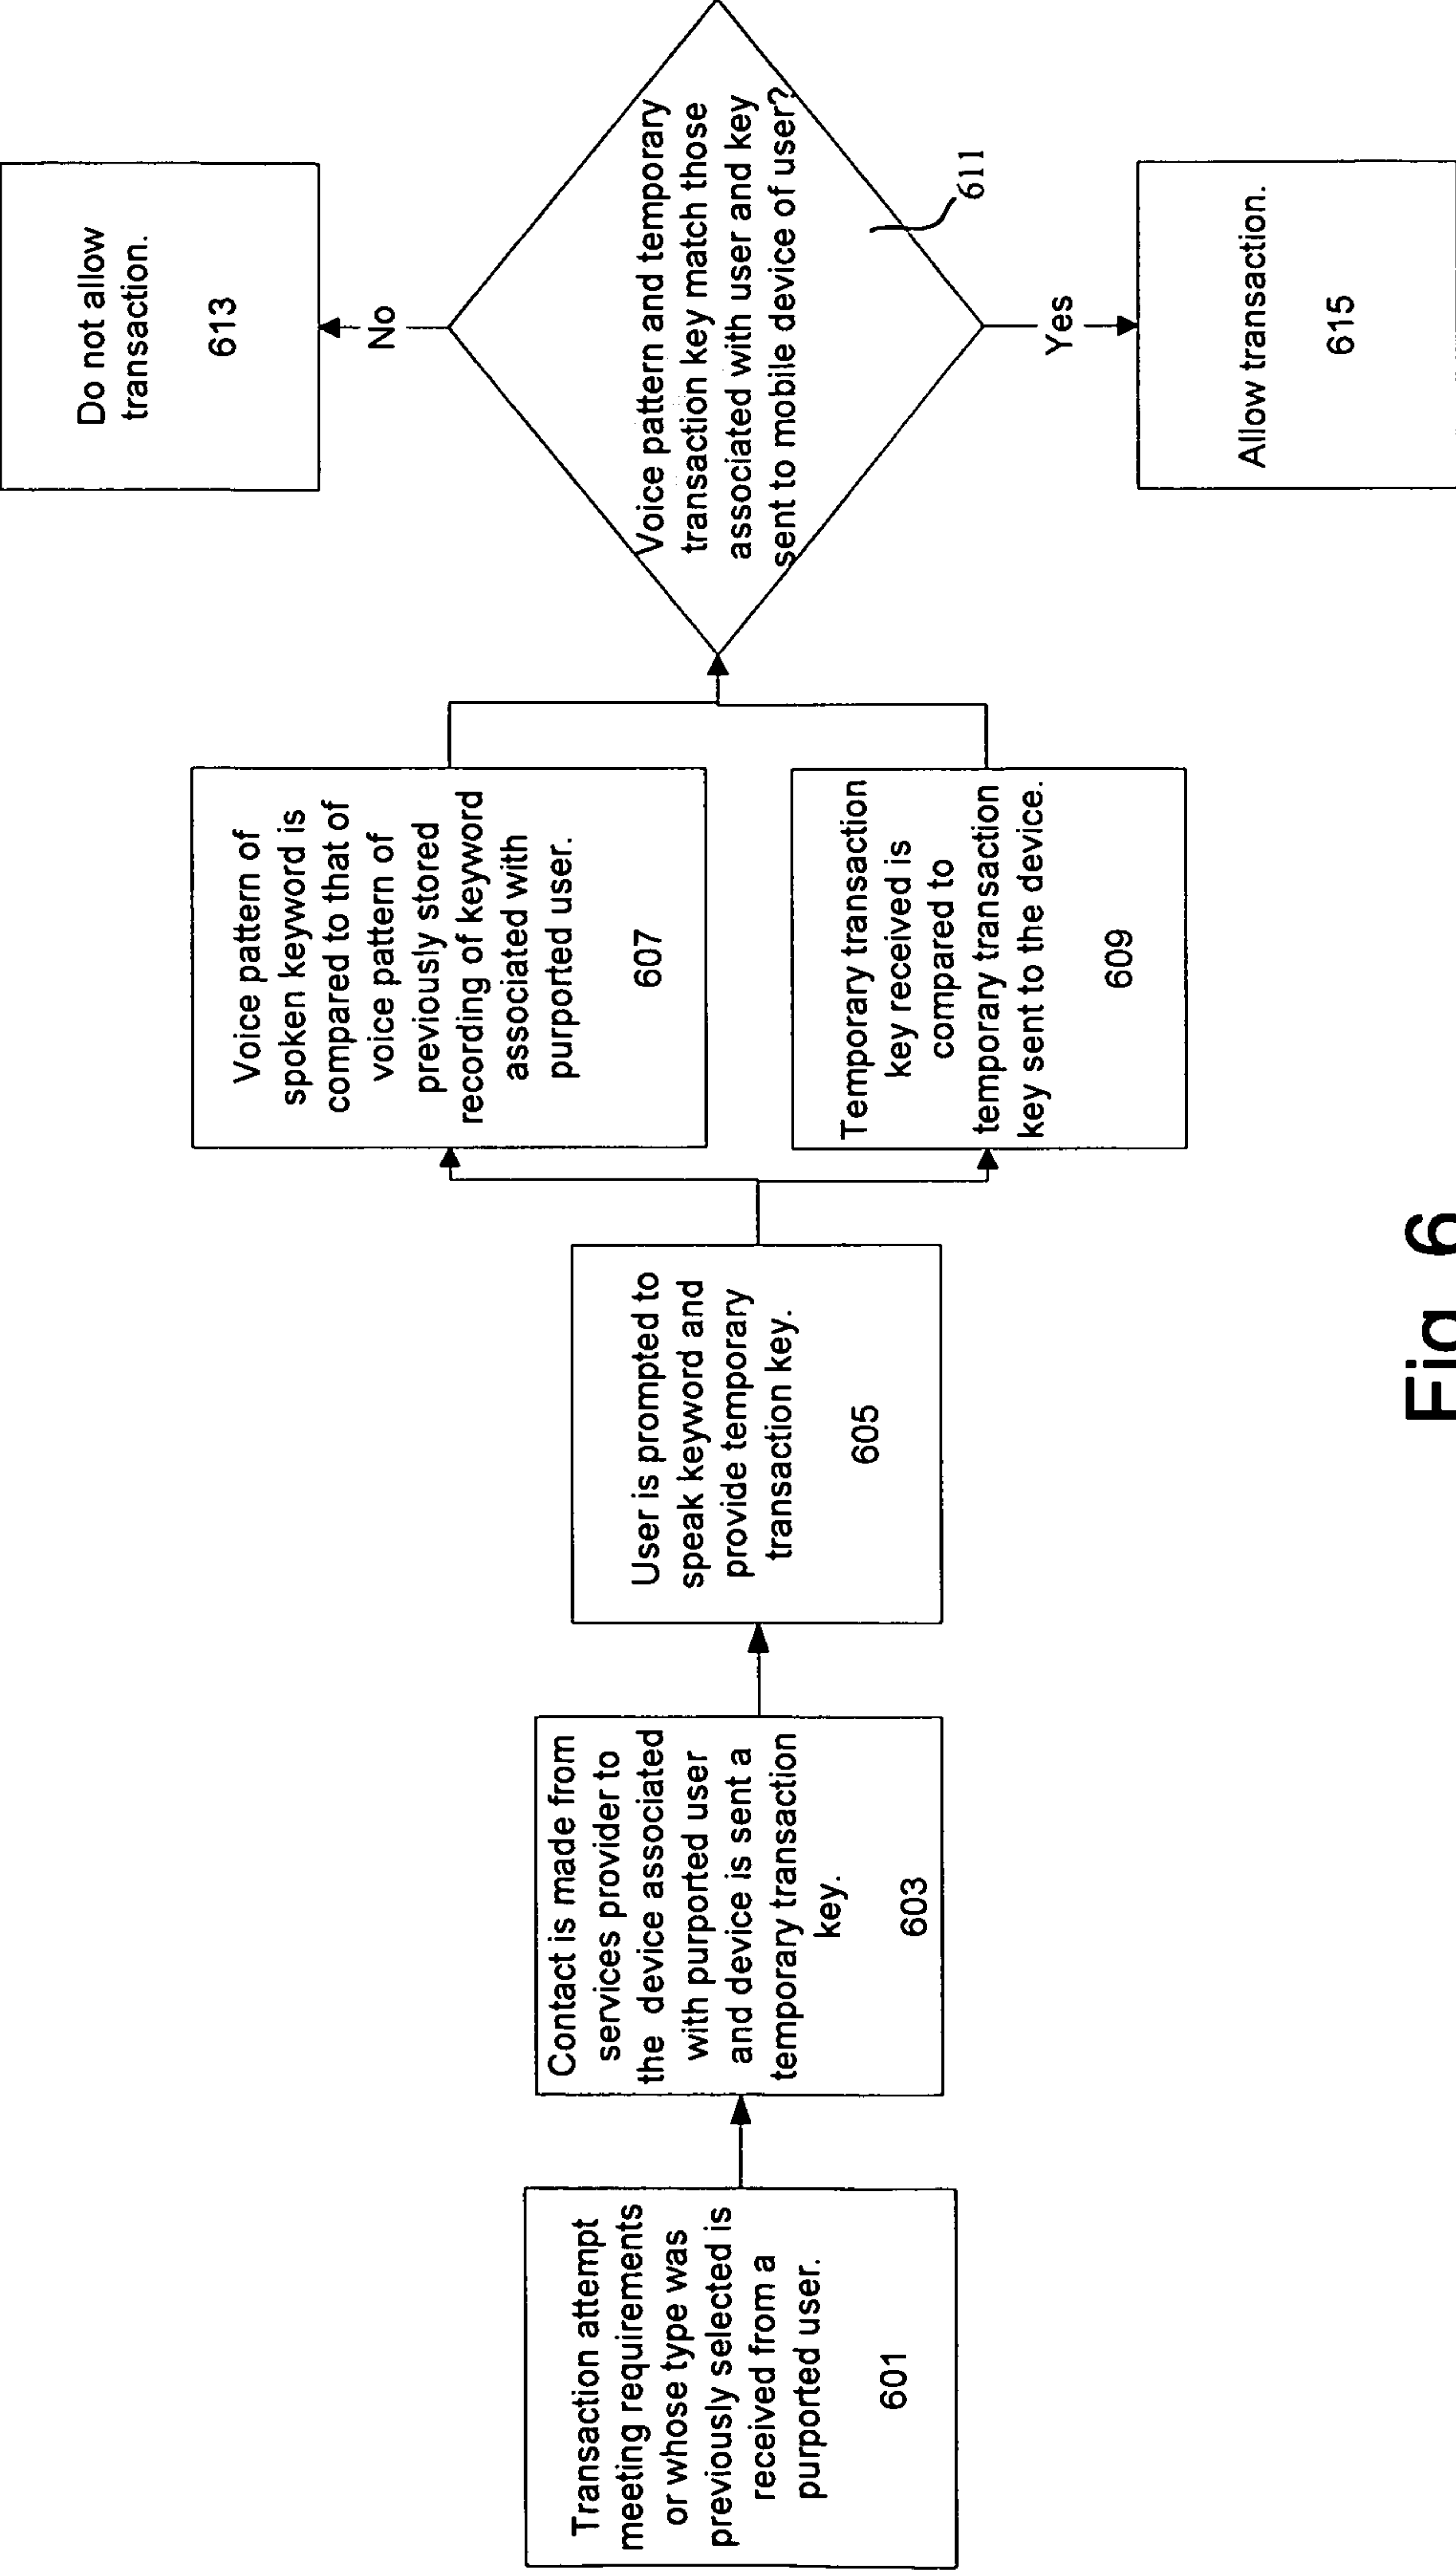 Transaction attempt
meeting requirements
or whose type was
previously selected is
received from a
purported user.
601
Contact is made from
services provider to
the device associated
with purported user
and device is sent a
temporary transaction
key.
603
User is prompted to
speak keyword and
provide temporary
transaction key.
605
Voice pattern of
spoken keyword is
compared to that of
voice pattern of
previously stored
recording of keyword
associated with
purported user.
607
Temporary transaction
key received is
compared to
temporary transaction
key sent to the device.
609
Voice pattern and temporary
transaction key match those
associated with user and key
sent to mobile device of user?
611
No
Do not allow
transaction.
613
Yes
Allow transaction.
615
Fig. 6